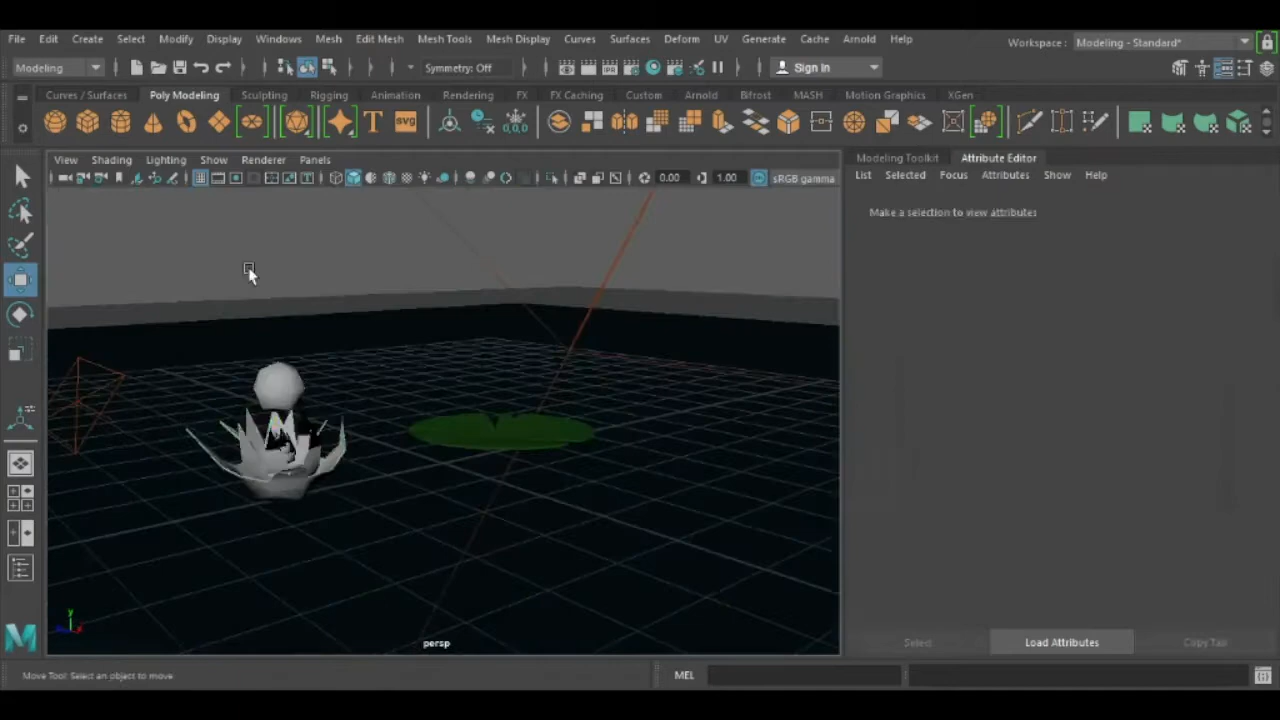 File Edit Create Select Modify Display Windows Mesh Edit Mesh Mesh Tools Mesh Display Curves Surfaces Deform UV Generate Cache Arnold Help Workspace : Modeling - Standard*
Modeling Symmetry: Off Sign In
Curves / Surfaces Poly Modeling Sculpting Rigging Animation Rendering FX FX Caching Custom Arnold Bifrost MASH Motion Graphics XGen
T SVG 0,0,0
View Shading Lighting Show Renderer Panels
0.00 1.00 sRGB gamma
Modeling Toolkit Attribute Editor
List Selected Focus Attributes Show Help
Make a selection to view attributes
y
persp
Select Load Attributes Copy Tab
M
Move Tool: Select an object to move MEL